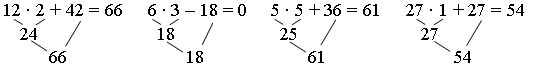 12 · 2 + 42 = 66 6 · 3 – 18 = 0 5 · 5 + 36 = 61 27 · 1 + 27 = 54
24 18 25 27
66 18 61 54